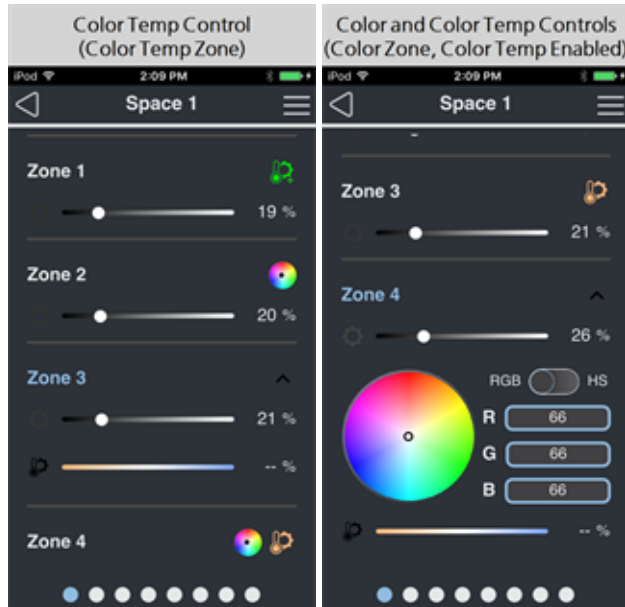 Color Temp Control
(Color Temp Zone)
iPod 2:09 PM
Space 1
Zone 1
19 %
Zone 2
20 %
Zone 3
21 %
-- %
Zone 4
Color and Color Temp Controls
(Color Zone, Color Temp Enabled)
iPod 2:09 PM
Space 1
Zone 3
21 %
Zone 4
26 %
RGB HS
R 66
G 66
B 66
-- %